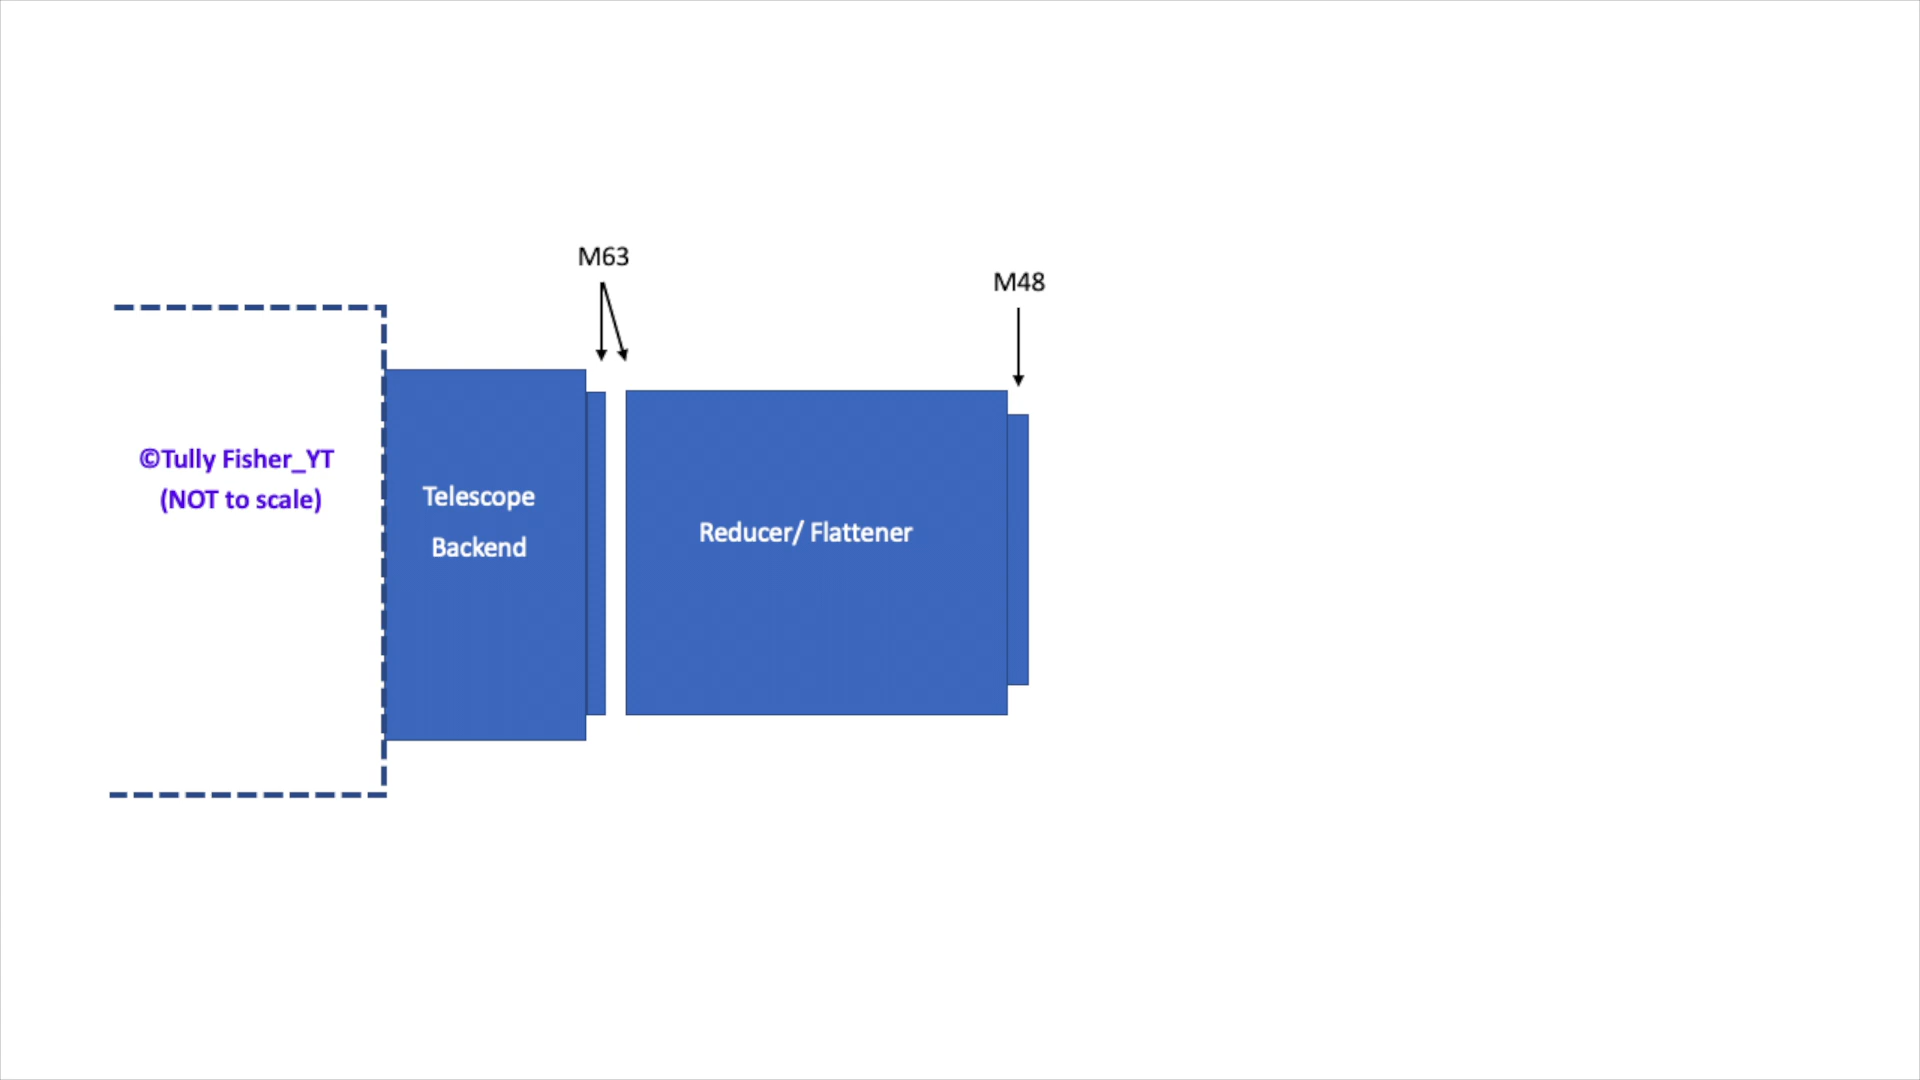 M63
M48
©Tully Fisher_YT
(NOT to scale)
Telescope
Backend
Reducer/ Flattener